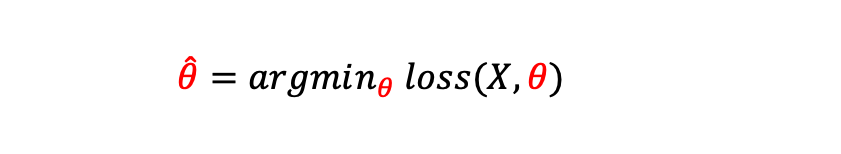 θ̂ = argmin_θ loss(X, θ)